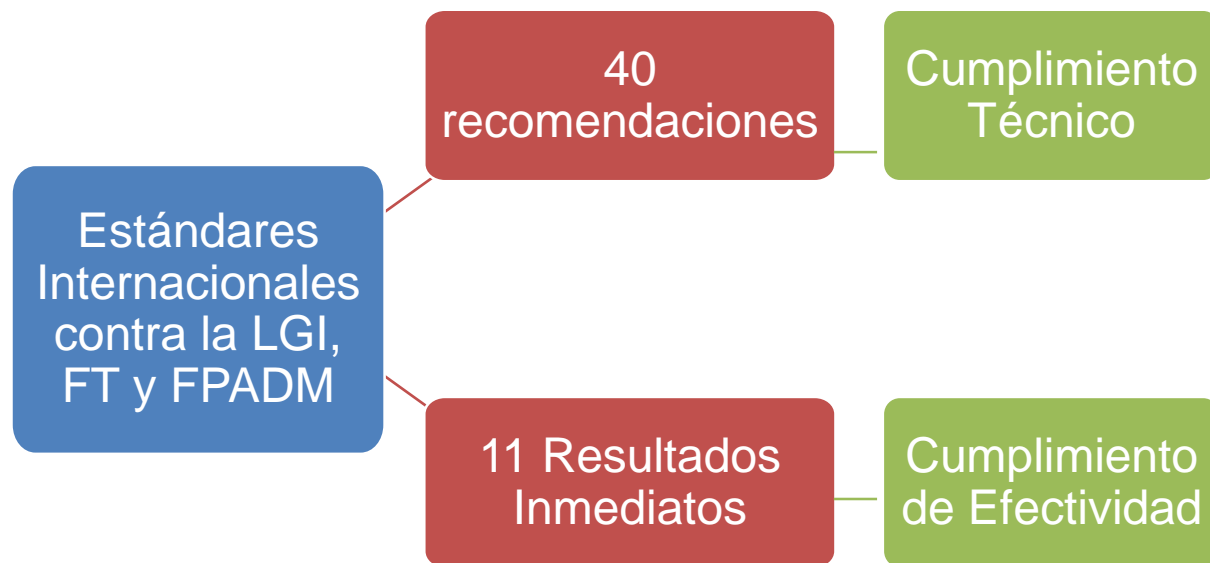 40
recomendaciones
Cumplimiento
Técnico
Estándares
Internacionales
contra la LGI,
FT y FPADM
11 Resultados
Inmediatos
Cumplimiento
de Efectividad